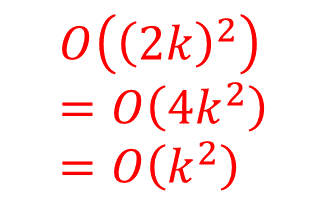 O((2k)²)
= O(4k²)
= O(k²)